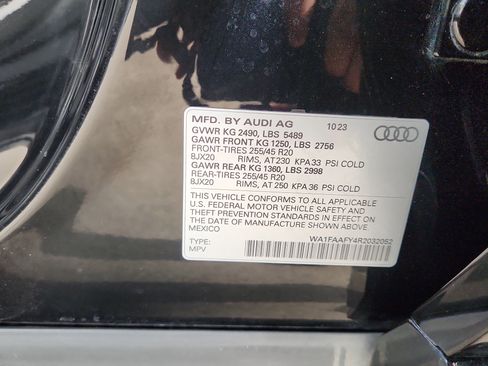 MFD. BY AUDI AG 10 23
GVWR KG 2490, LBS 5489
GAWR FRONT KG 1250, LBS 2756
FRONT-TIRES 255/45 R20
8JX20 RIMS, AT 230 KPA 33 PSI COLD
GAWR REAR KG 1360, LBS 2998
REAR-TIRES 255/45 R20
8JX20 RIMS, AT 250 KPA 36 PSI COLD
THIS VEHICLE CONFORMS TO ALL APPLICABLE
U.S. FEDERAL MOTOR VEHICLE SAFETY AND
THEFT PREVENTION STANDARDS IN EFFECT ON
THE DATE OF MANUFACTURE SHOWN ABOVE
MEXICO
WA1FAAFY4R2032052
TYPE:
MPV